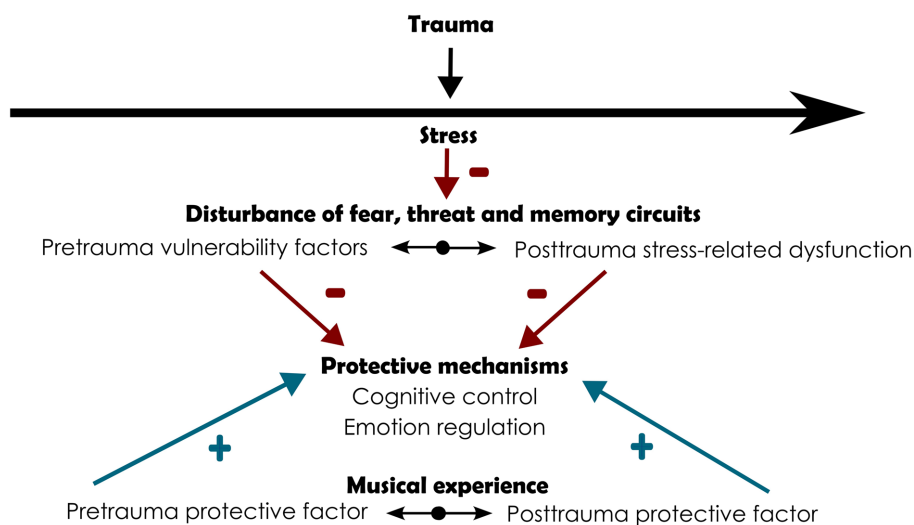 Trauma
Stress
-
Disturbance of fear, threat and memory circuits
Pretrauma vulnerability factors
Posttrauma stress-related dysfunction
- -
Protective mechanisms
Cognitive control
Emotion regulation
+ +
Musical experience
Pretrauma protective factor
Posttrauma protective factor